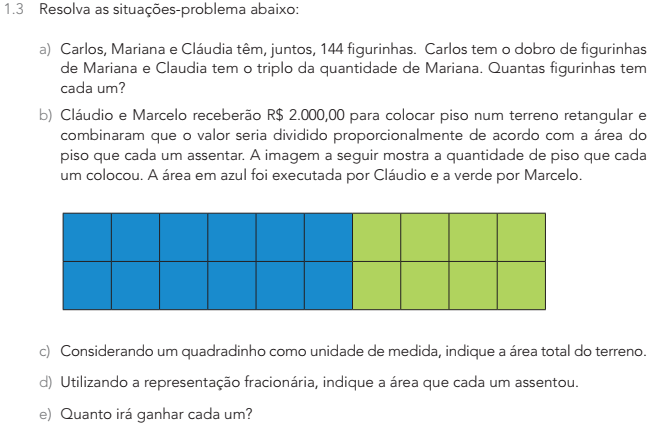 1.3 Resolva as situações-problema abaixo:
a) Carlos, Mariana e Cláudia têm, juntos, 144 figurinhas. Carlos tem o dobro de figurinhas
de Mariana e Claudia tem o triplo da quantidade de Mariana. Quantas figurinhas tem
cada um?
b) Cláudio e Marcelo receberão R$ 2.000,00 para colocar piso num terreno retangular e
combinaram que o valor seria dividido proporcionalmente de acordo com a área do
piso que cada um assentar. A imagem a seguir mostra a quantidade de piso que cada
um colocou. A área em azul foi executada por Cláudio e a verde por Marcelo.
c) Considerando um quadradinho como unidade de medida, indique a área total do terreno.
d) Utilizando a representação fracionária, indique a área que cada um assentou.
e) Quanto irá ganhar cada um?